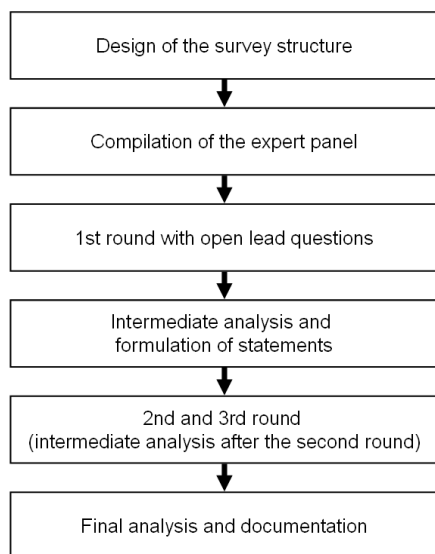 Design of the survey structure
Compilation of the expert panel
1st round with open lead questions
Intermediate analysis and
formulation of statements
2nd and 3rd round
(intermediate analysis after the second round)
Final analysis and documentation